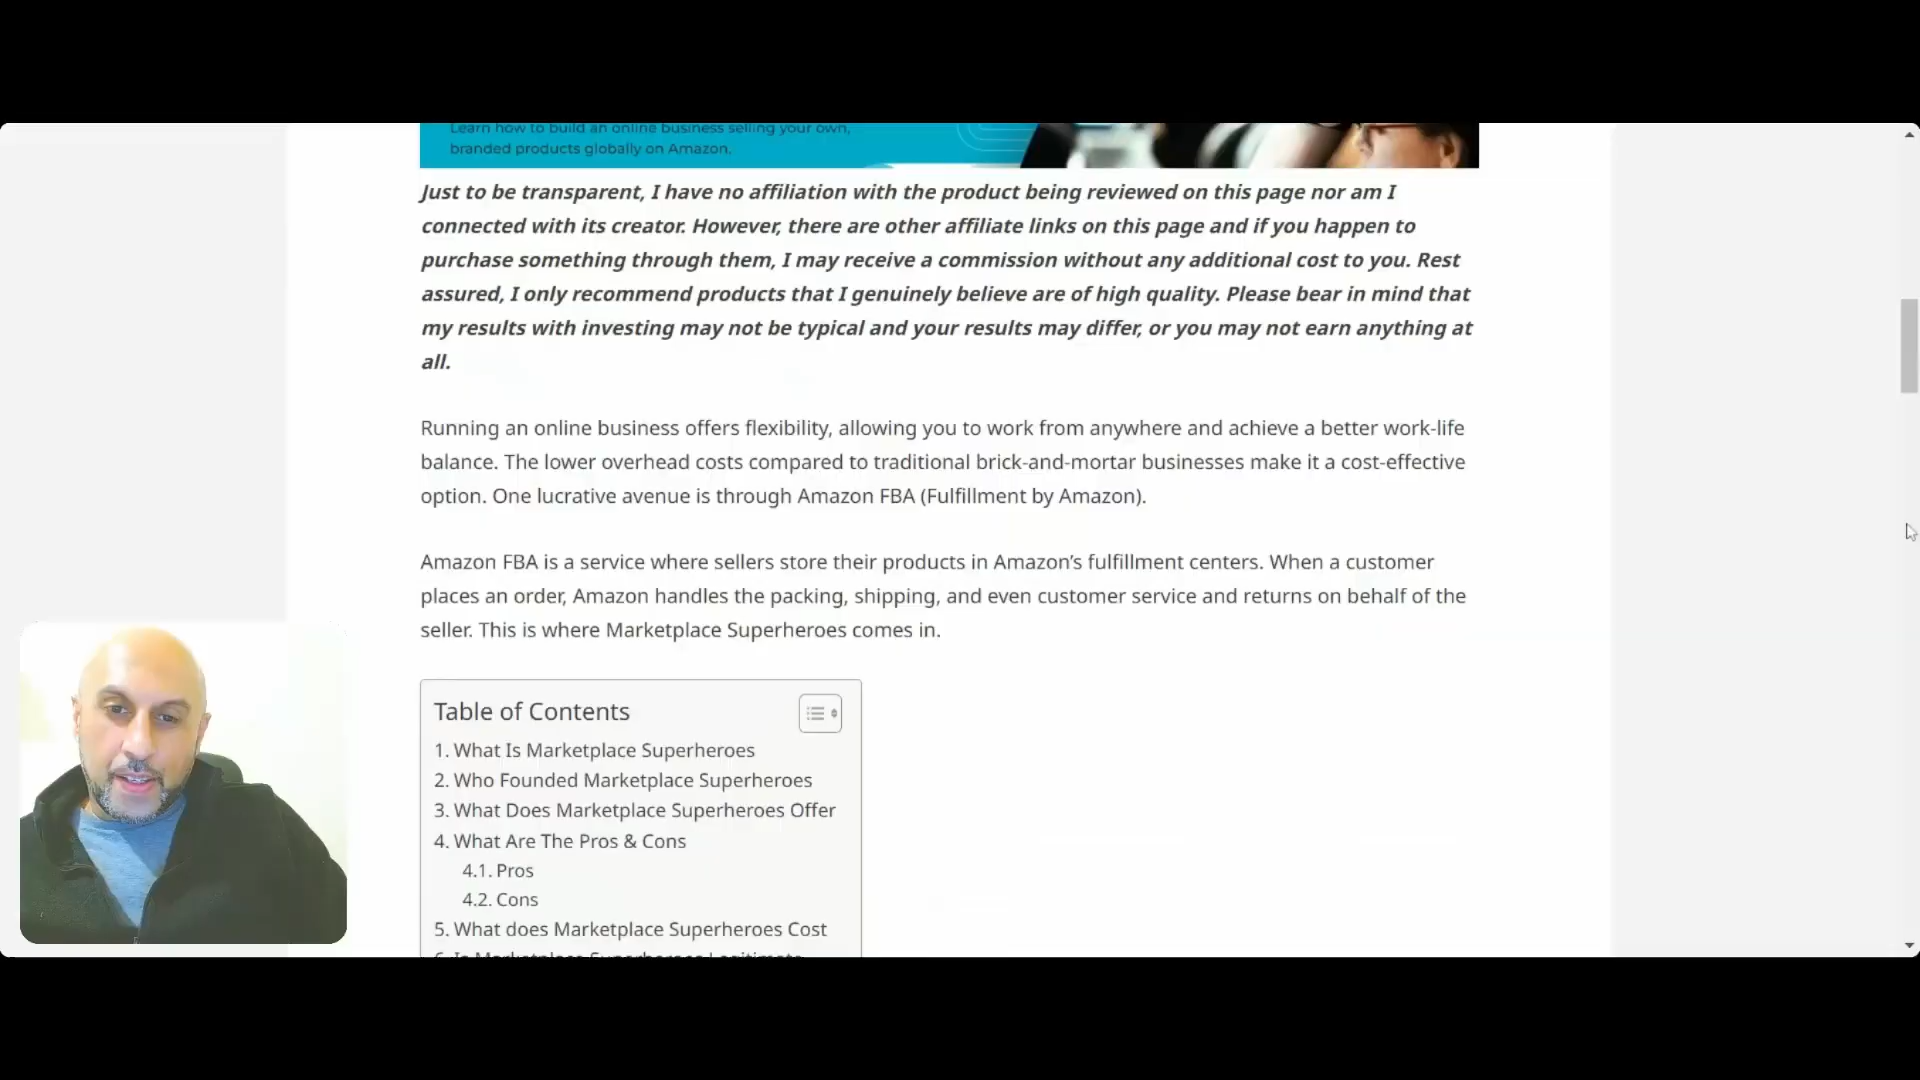 Learn how to build an online business selling your own,
branded products globally on Amazon.
Just to be transparent, I have no affiliation with the product being reviewed on this page nor am I
connected with its creator. However, there are other affiliate links on this page and if you happen to
purchase something through them, I may receive a commission without any additional cost to you. Rest
assured, I only recommend products that I genuinely believe are of high quality. Please bear in mind that
my results with investing may not be typical and your results may differ, or you may not earn anything at
all.
Running an online business offers flexibility, allowing you to work from anywhere and achieve a better work-life
balance. The lower overhead costs compared to traditional brick-and-mortar businesses make it a cost-effective
option. One lucrative avenue is through Amazon FBA (Fulfillment by Amazon).
Amazon FBA is a service where sellers store their products in Amazon’s fulfillment centers. When a customer
places an order, Amazon handles the packing, shipping, and even customer service and returns on behalf of the
seller. This is where Marketplace Superheroes comes in.
Table of Contents
1. What Is Marketplace Superheroes
2. Who Founded Marketplace Superheroes
3. What Does Marketplace Superheroes Offer
4. What Are The Pros & Cons
4.1. Pros
4.2. Cons
5. What does Marketplace Superheroes Cost
6. Is Marketplace Superheroes Legitimate